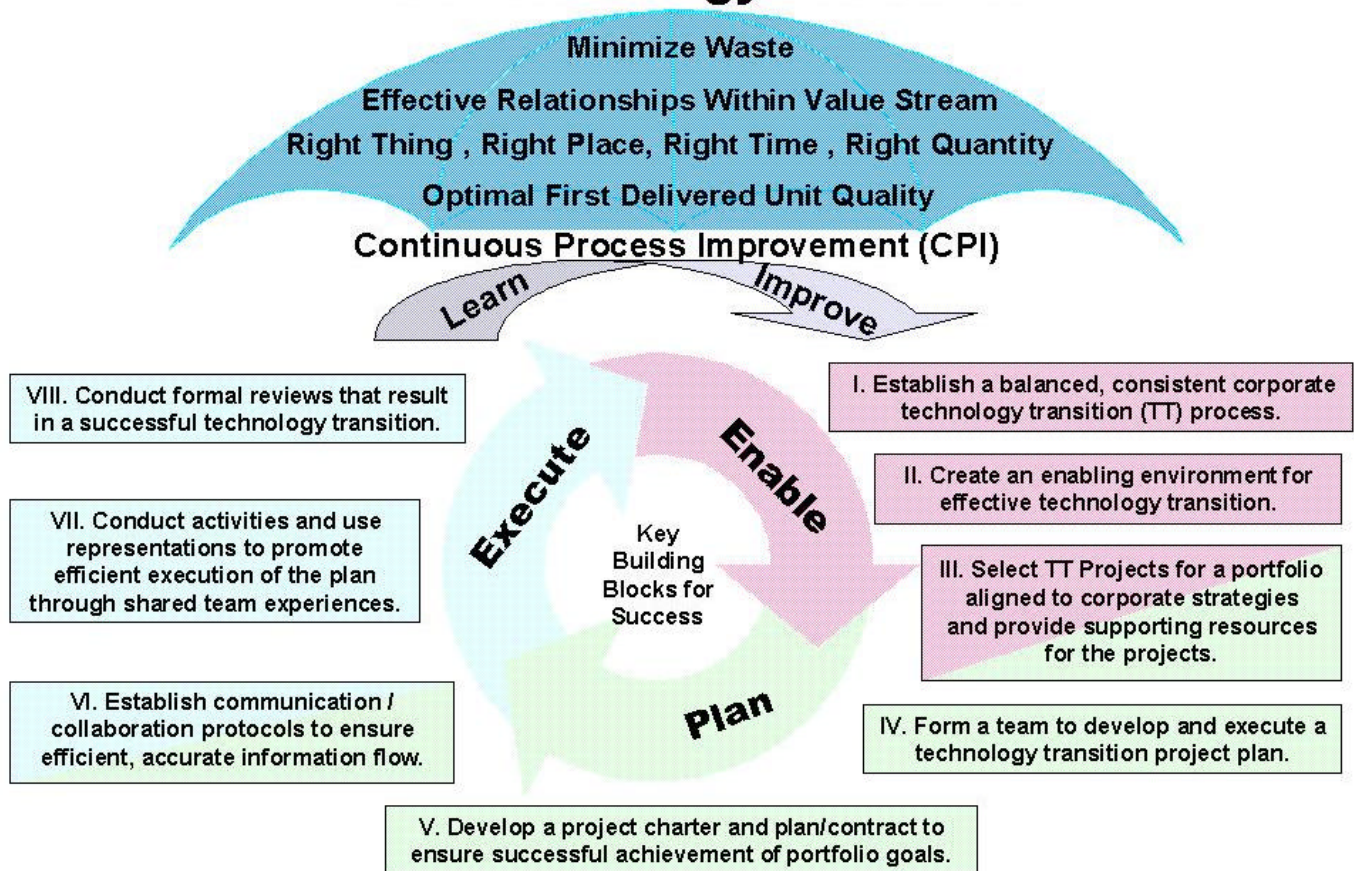 Minimize Waste
Effective Relationships Within Value Stream
Right Thing , Right Place, Right Time , Right Quantity
Optimal First Delivered Unit Quality
Continuous Process Improvement (CPI)
Learn
Improve
VIII. Conduct formal reviews that result
in a successful technology transition.
I. Establish a balanced, consistent corporate
technology transition (TT) process.
Execute
Enable
II. Create an enabling environment for
effective technology transition.
VII. Conduct activities and use
representations to promote
efficient execution of the plan
through shared team experiences.
Key
Building
Blocks for
Success
III. Select TT Projects for a portfolio
aligned to corporate strategies
and provide supporting resources
for the projects.
Plan
VI. Establish communication /
collaboration protocols to ensure
efficient, accurate information flow.
IV. Form a team to develop and execute a
technology transition project plan.
V. Develop a project charter and plan/contract to
ensure successful achievement of portfolio goals.